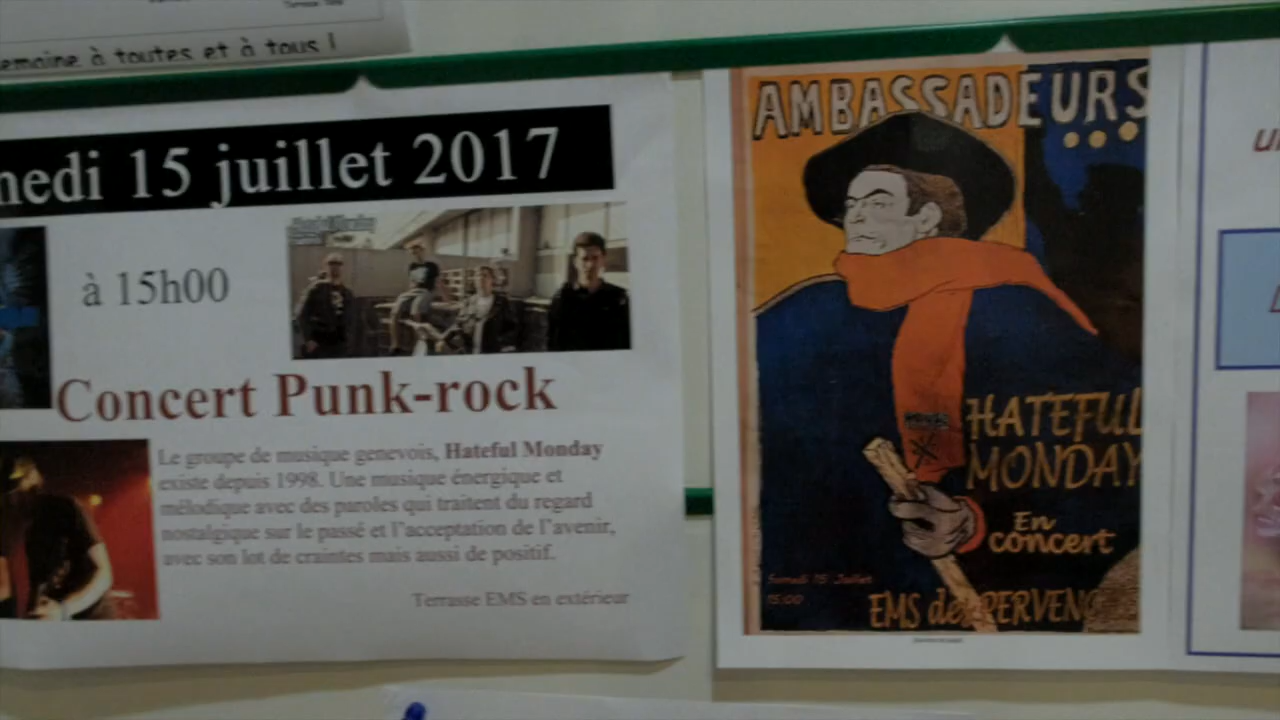 à toutes et à tous !
15 juillet 2017
à 15h00
Concert Punk-rock
Le groupe de musique genevois, Hateful Monday
existe depuis 1998. Une musique énergique et
mélodique avec des paroles qui traitent du regard
nostalgique sur le passé et l'acceptation de l'avenir,
avec son lot de craintes mais aussi de positif.
Terrasse EMS en extérieur
AMBASSADEURS
HATEFUL
MONDAY
En
concert
Samedi 15 Juillet
15:00
EMS de